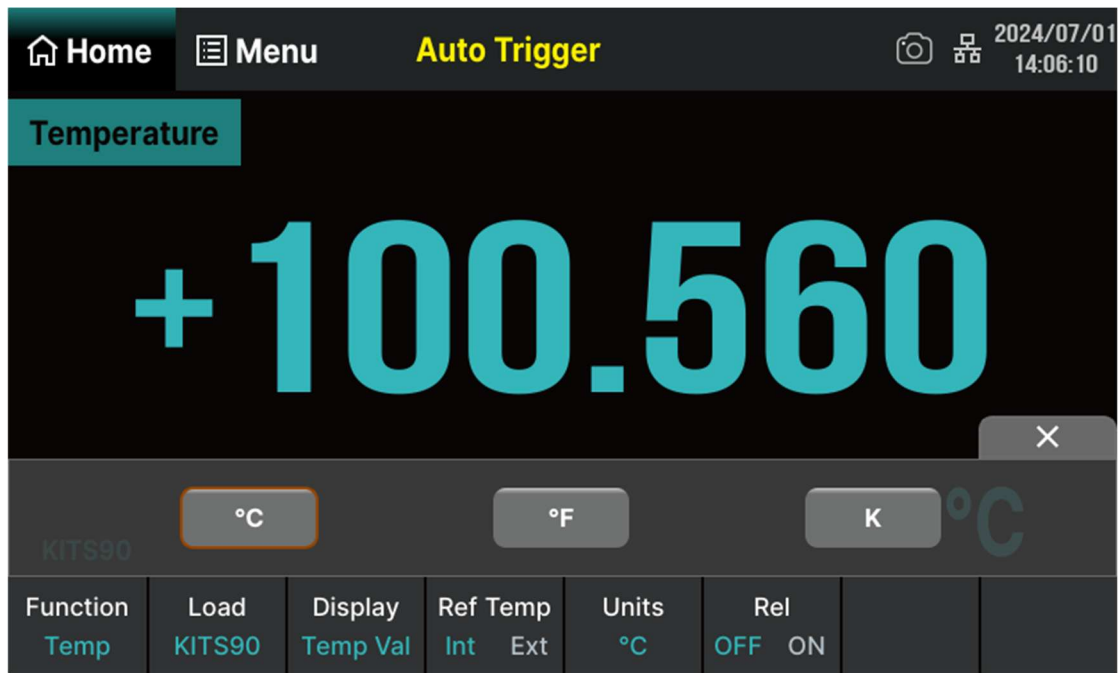 Home Menu Auto Trigger 2024/07/01
14:06:10
Temperature
+100.560
°C °F K °C
KITS90
Function Load Display Ref Temp Units Rel
Temp KITS90 Temp Val Int Ext °C OFF ON